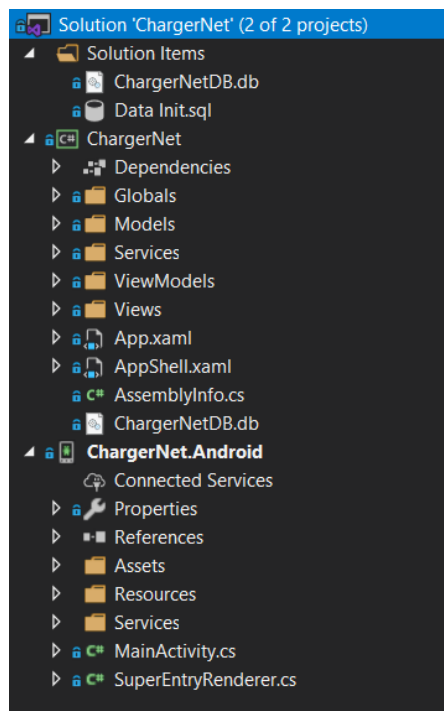 Solution 'ChargerNet' (2 of 2 projects)
Solution Items
ChargerNetDB.db
Data Init.sql
C# ChargerNet
Dependencies
Globals
Models
Services
ViewModels
Views
App.xaml
AppShell.xaml
C# AssemblyInfo.cs
ChargerNetDB.db
ChargerNet.Android
Connected Services
Properties
References
Assets
Resources
Services
C# MainActivity.cs
C# SuperEntryRenderer.cs